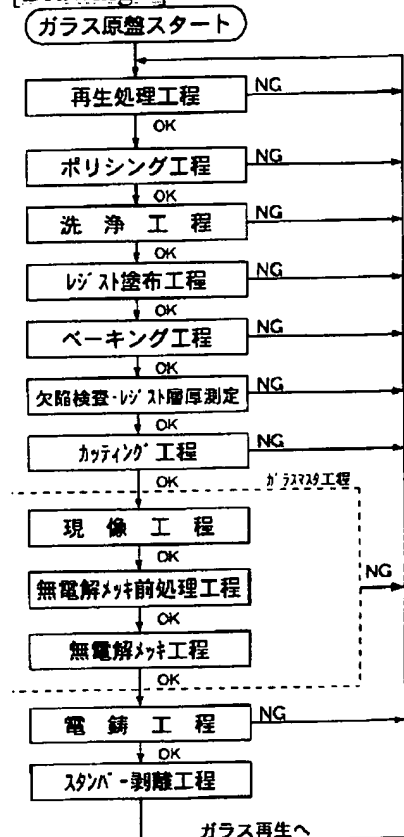 ガラス原盤スタート
再生処理工程
NG
OK
ポリシング工程
NG
OK
洗浄工程
NG
OK
レジスト塗布工程
NG
OK
ベーキング工程
NG
OK
欠陥検査・レジスト層厚測定
NG
OK
カッティング工程
NG
OK
ガラスマスタ工程
現像工程
OK
無電解メッキ前処理工程
NG
OK
無電解メッキ工程
OK
電鋳工程
NG
OK
スタンパー剥離工程
ガラス再生へ